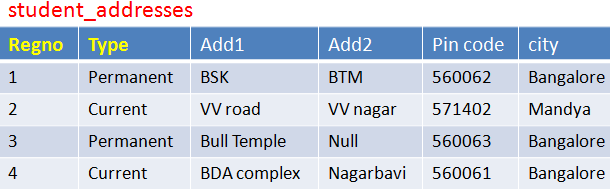 student_addresses
Regno Type Add1 Add2 Pin code city
1 Permanent BSK BTM 560062 Bangalore
2 Current VV road VV nagar 571402 Mandya
3 Permanent Bull Temple Null 560063 Bangalore
4 Current BDA complex Nagarbavi 560061 Bangalore